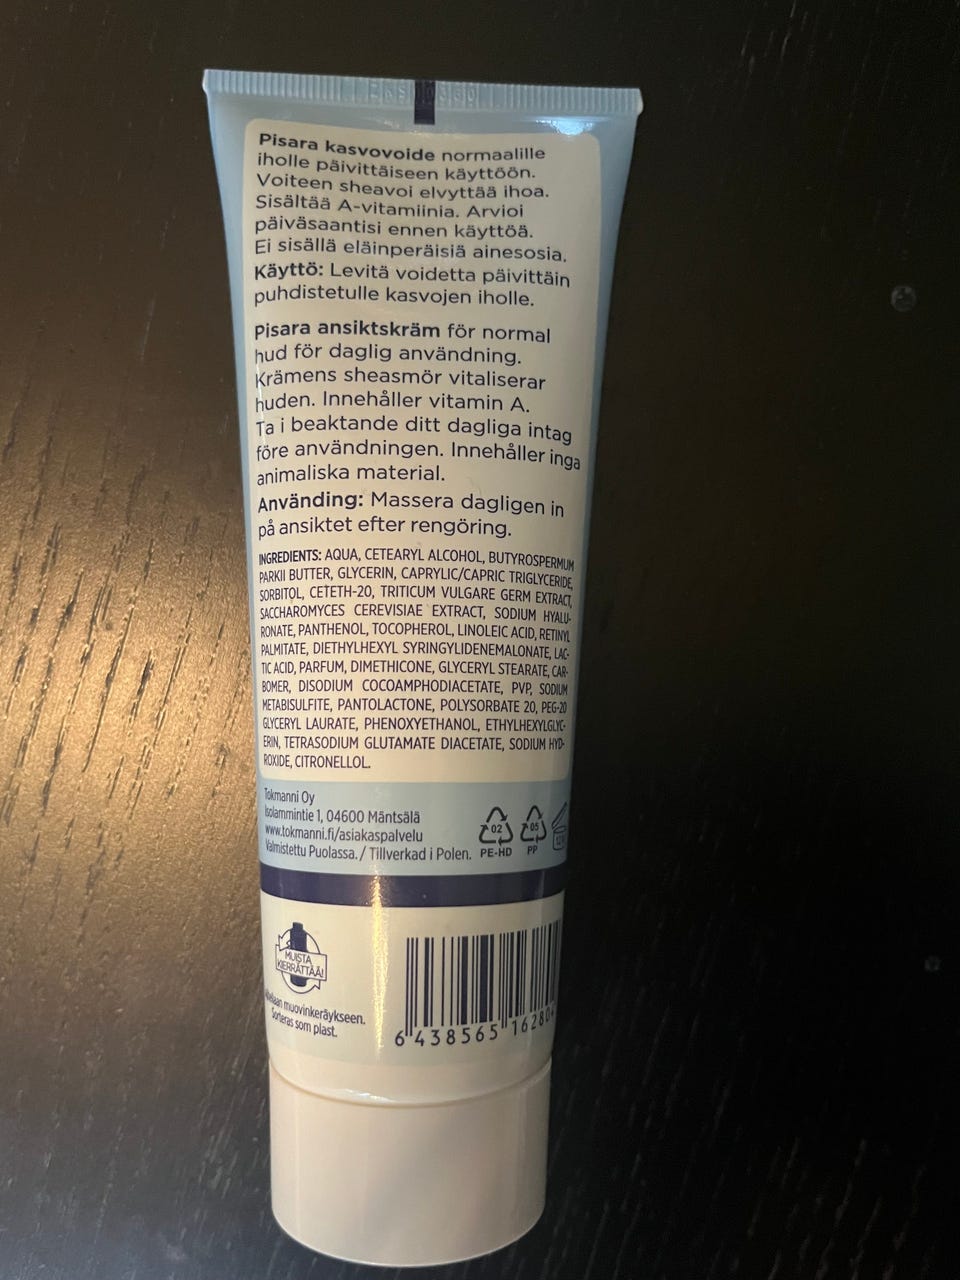 Pisara kasvovoide normaalille
iholle päivittäiseen käyttöön.
Voiteen sheavoi elvyttää ihoa.
Sisältää A-vitamiinia. Arvioi
päiväsaantisi ennen käyttöä.
Ei sisällä eläinperäisiä ainesosia.
Käyttö: Levitä voidetta päivittäin
puhdistetulle kasvojen iholle.
Pisara ansiktskräm för normal
hud för daglig användning.
Krämens sheasmör vitaliserar
huden. Innehåller vitamin A.
Ta i beaktande ditt dagliga intag
före användningen. Innehåller inga
animaliska material.
Använding: Massera dagligen in
på ansiktet efter rengöring.
INGREDIENTS: AQUA, CETEARYL ALCOHOL, BUTYROSPERMUM
PARKII BUTTER, GLYCERIN, CAPRYLIC/CAPRIC TRIGLYCERIDE,
SORBITOL, CETETH-20, TRITICUM VULGARE GERM EXTRACT,
SACCHAROMYCES CEREVISIAE EXTRACT, SODIUM HYALU-
RONATE, PANTHENOL, TOCOPHEROL, LINOLEIC ACID, RETINYL
PALMITATE, DIETHYLHEXYL SYRINGYLIDENEMALONATE, LAC-
TIC ACID, PARFUM, DIMETHICONE, GLYCERYL STEARATE, CAR-
BOMER, DISODIUM COCOAMPHODIACETATE, PVP, SODIUM
METABISULFITE, PANTOLACTONE, POLYSORBATE 20, PEG-20
GLYCERYL LAURATE, PHENOXYETHANOL, ETHYLHEXYLGLYC-
ERIN, TETRASODIUM GLUTAMATE DIACETATE, SODIUM HYD-
ROXIDE, CITRONELLOL.
Tokmanni Oy
Isolammintie 1, 04600 Mäntsälä
www.tokmanni.fi/asiakaspalvelu
Valmistettu Puolassa. / Tillverkad i Polen.
02
PE-HD
05
PP
MUISTA
KIERRÄTTÄÄ!
muovinkeräykseen.
Sorteras som plast.
6 438565 16280